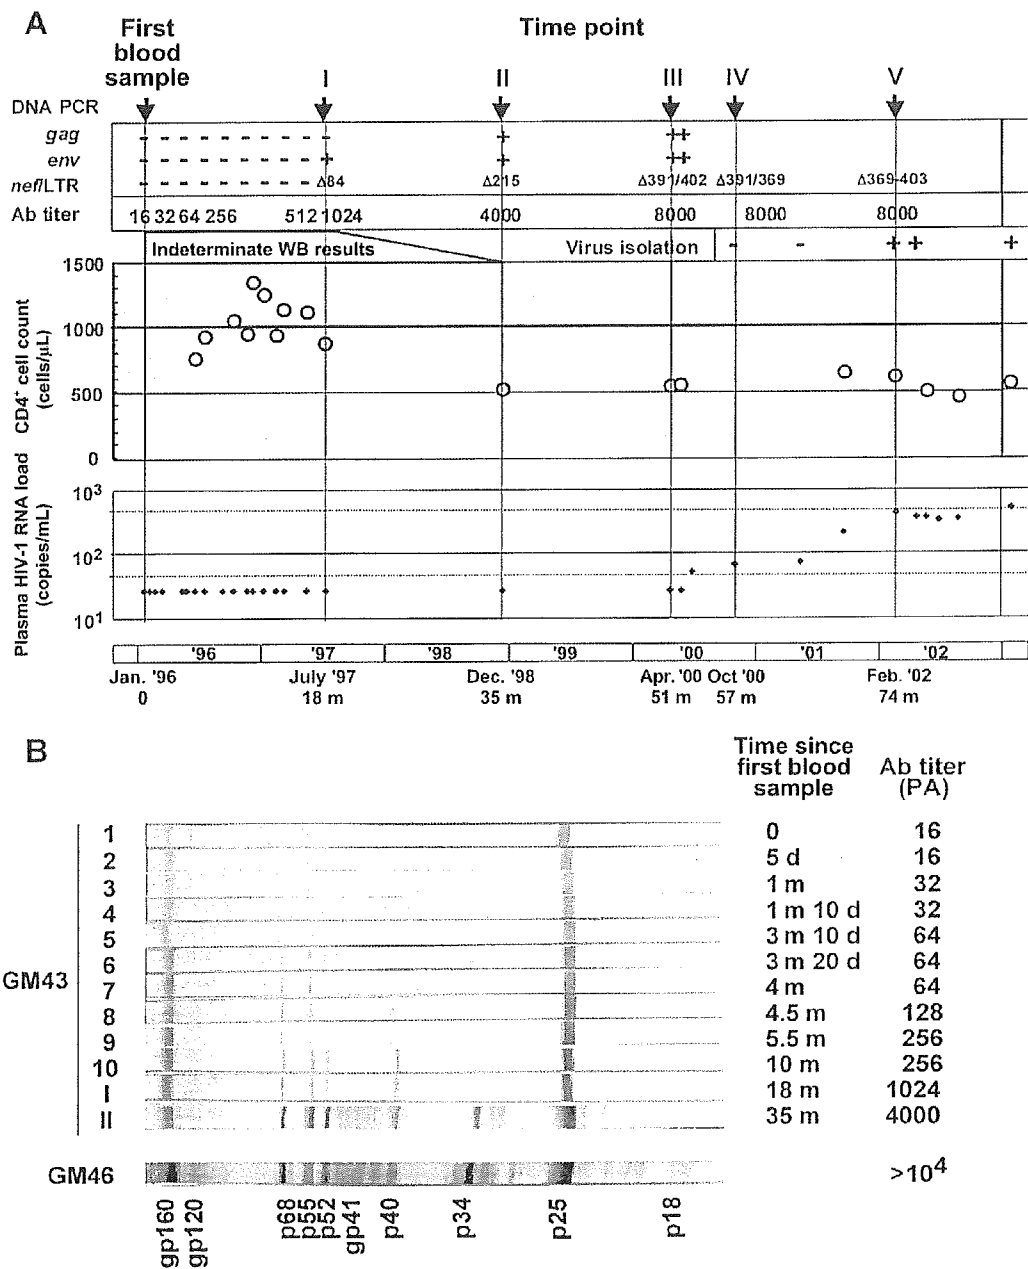 A
First blood sample
Time point
I II III IV V
DNA PCR
gag - - - - - - - - - - - + ++
env - - - - - - - - - - + + ++
nef/LTR - - - - - - - - - - Δ84 Δ215 Δ391/402 Δ391/369 Δ369-403
Ab titer 16 32 64 256 512 1024 4000 8000 8000 8000
Indeterminate WB results
Virus isolation - - + + +
CD4+ cell count (cells/μL)
1500
1000
500
0
Plasma HIV-1 RNA load (copies/mL)
10³
10²
10¹
'96 '97 '98 '99 '00 '01 '02
Jan. '96 July '97 Dec. '98 Apr. '00 Oct '00 Feb. '02
0 18 m 35 m 51 m 57 m 74 m
B
Time since first blood sample
Ab titer (PA)
GM43
1 0 16
2 5 d 16
3 1 m 32
4 1 m 10 d 32
5 3 m 10 d 64
6 3 m 20 d 64
7 4 m 64
8 4.5 m 128
9 5.5 m 256
10 10 m 256
I 18 m 1024
II 35 m 4000
GM46 >10⁴
gp160 gp120 p68 p55 p52 gp41 p40 p34 p25 p18